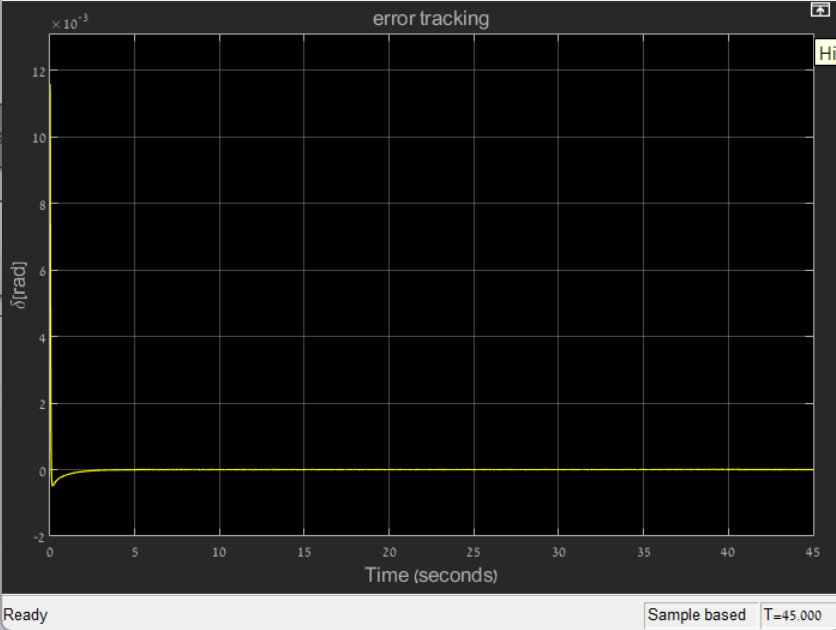 error tracking
×10⁻³
Hi
12
10
8
6
4
2
0
-2
δ[rad]
0 5 10 15 20 25 30 35 40 45
Time (seconds)
Ready
Sample based
T=45.000